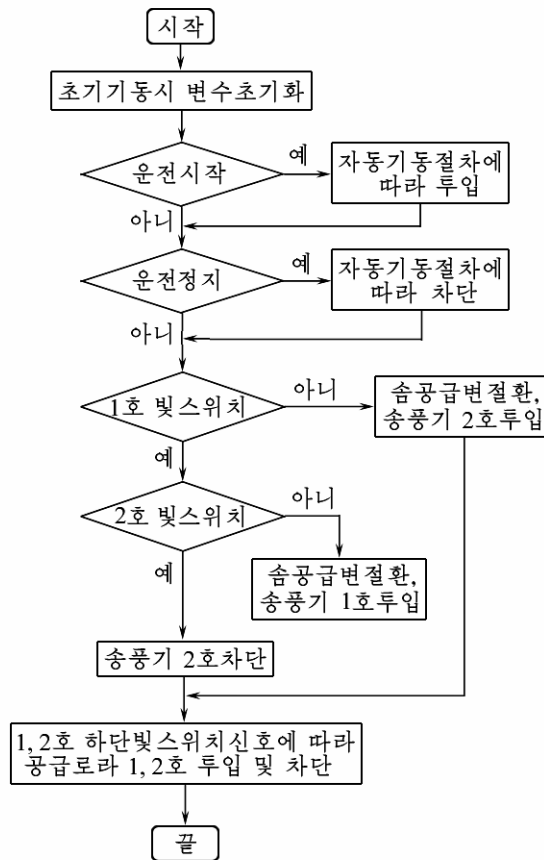 시작
초기기동시 변수초기화
운전시작
예
자동기동절차에
따라 투입
아니
운전정지
예
자동기동절차에
따라 차단
아니
1호 빛스위치
아니
솜공급변절환,
송풍기 2호투입
예
2호 빛스위치
아니
솜공급변절환,
송풍기 1호투입
예
송풍기 2호차단
1, 2호 하단빛스위치신호에 따라
공급로라 1, 2호 투입 및 차단
끝